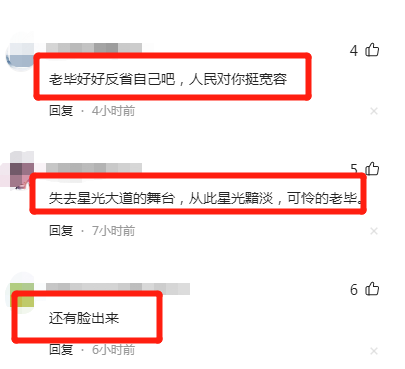 4
老毕好好反省自己吧，人民对你挺宽容
回复 · 4小时前
5
失去星光大道的舞台，从此星光黯淡，可怜的老毕。
回复 · 7小时前
6
还有脸出来
回复 · 6小时前